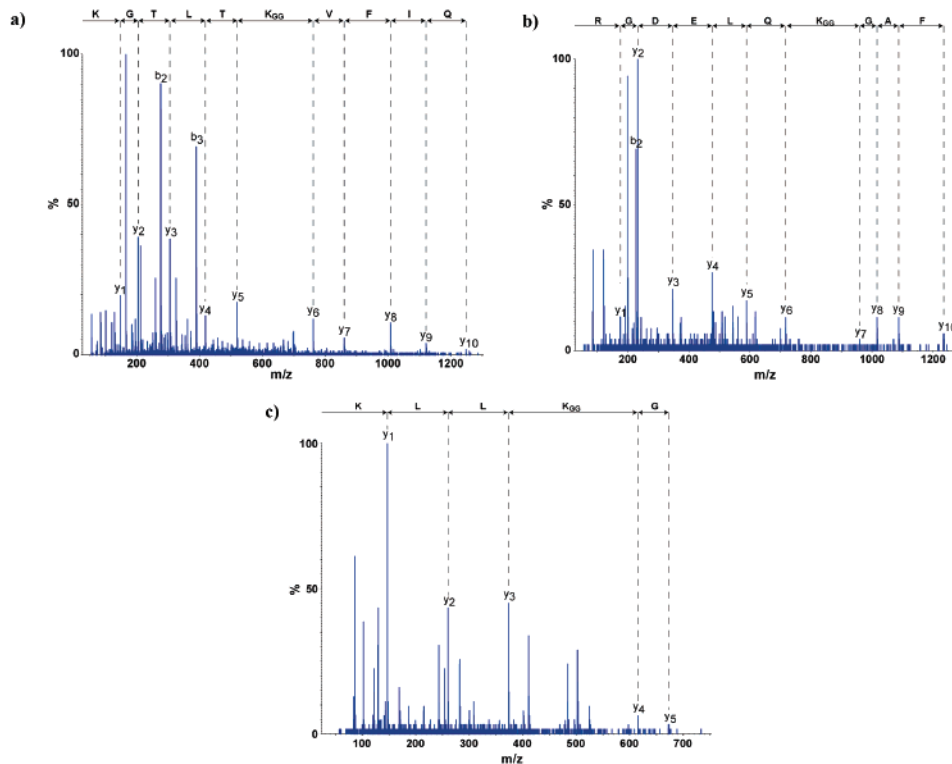 a)
K G T L T KGG V F I Q
100
50
0
%
y1
y2
b2
y3
b3
y4
y5
y6
y7
y8
y9
y10
200 400 600 800 1000 1200
m/z
b)
R G D E L Q KGG G A F
100
50
0
%
y1
b2
y2
y3
y4
y5
y6
y7
y8
y9
y10
200 400 600 800 1000 1200
m/z
c)
K L L KGG G
100
50
0
%
y1
y2
y3
y4
y5
100 200 300 400 500 600 700
m/z